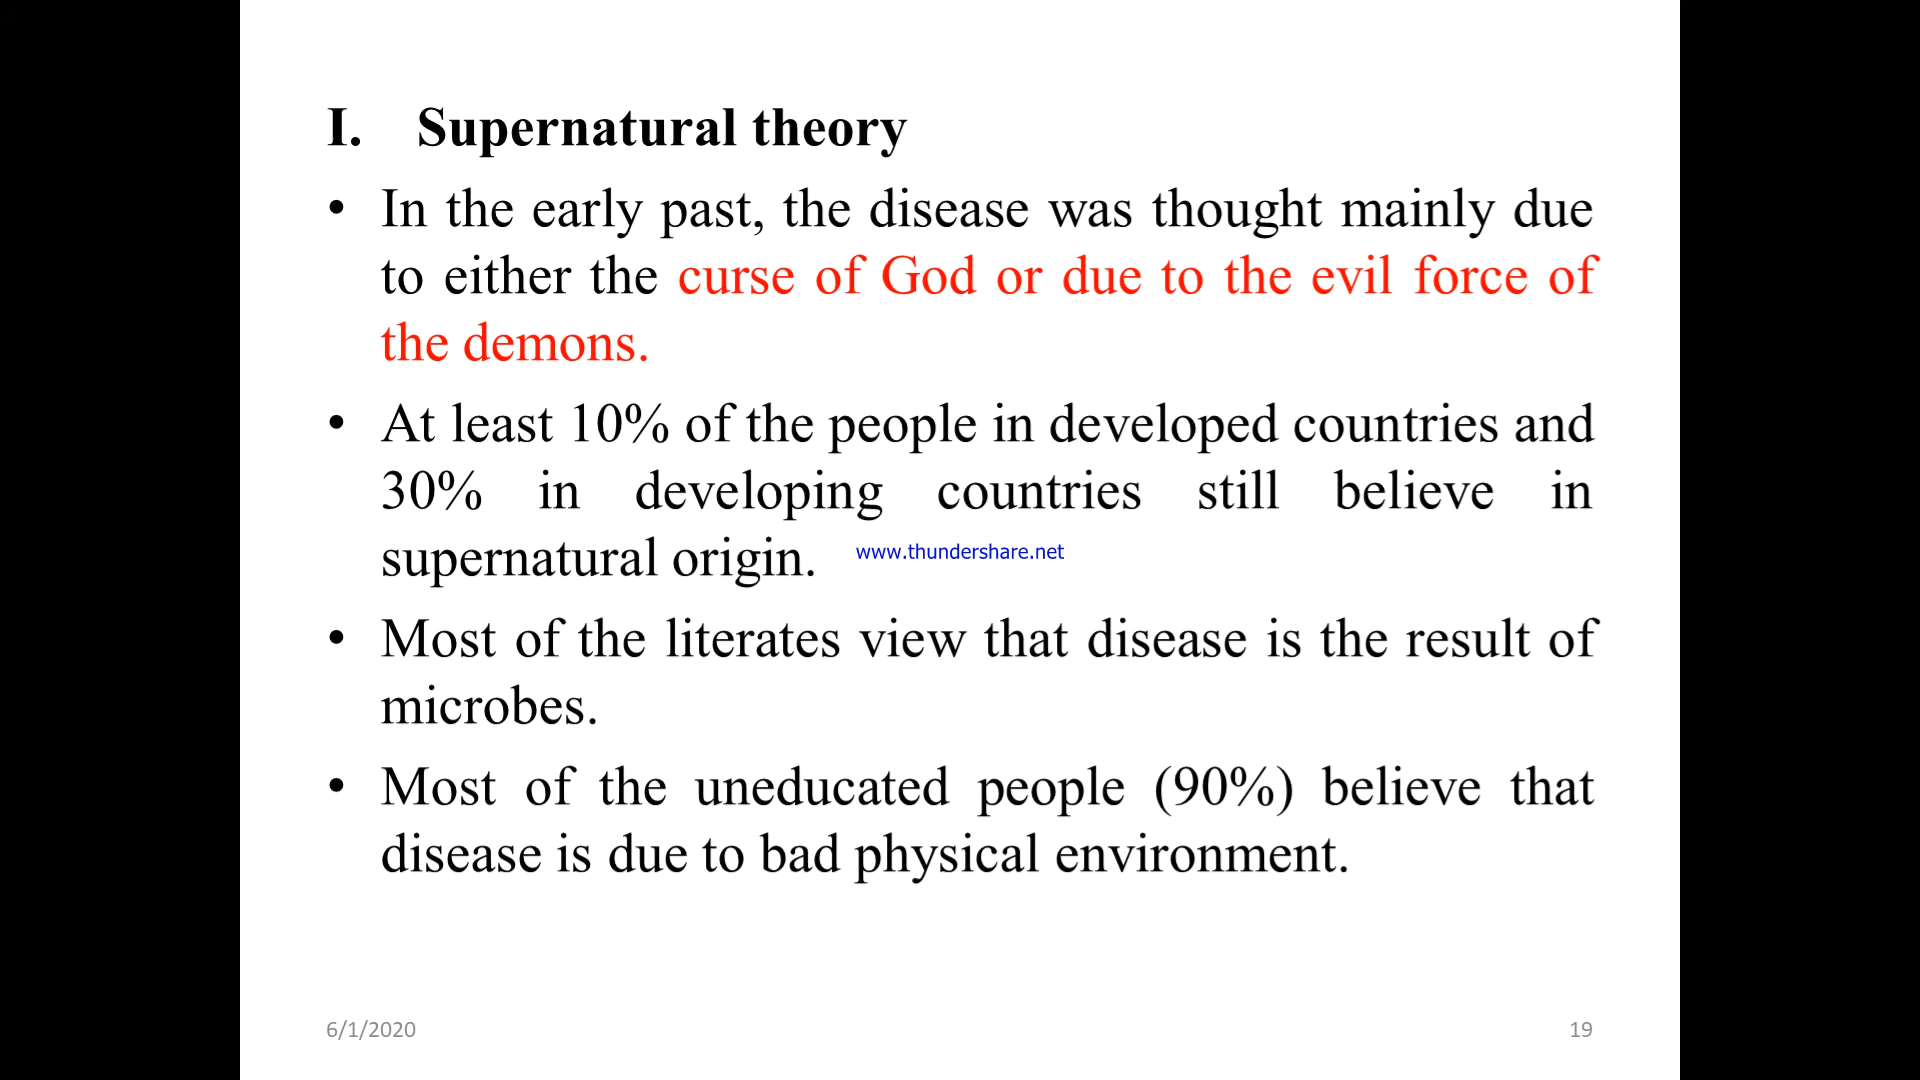 I. Supernatural theory
• In the early past, the disease was thought mainly due
to either the curse of God or due to the evil force of
the demons.
• At least 10% of the people in developed countries and
30% in developing countries still believe in
supernatural origin.
www.thundershare.net
• Most of the literates view that disease is the result of
microbes.
• Most of the uneducated people (90%) believe that
disease is due to bad physical environment.
6/1/2020
19